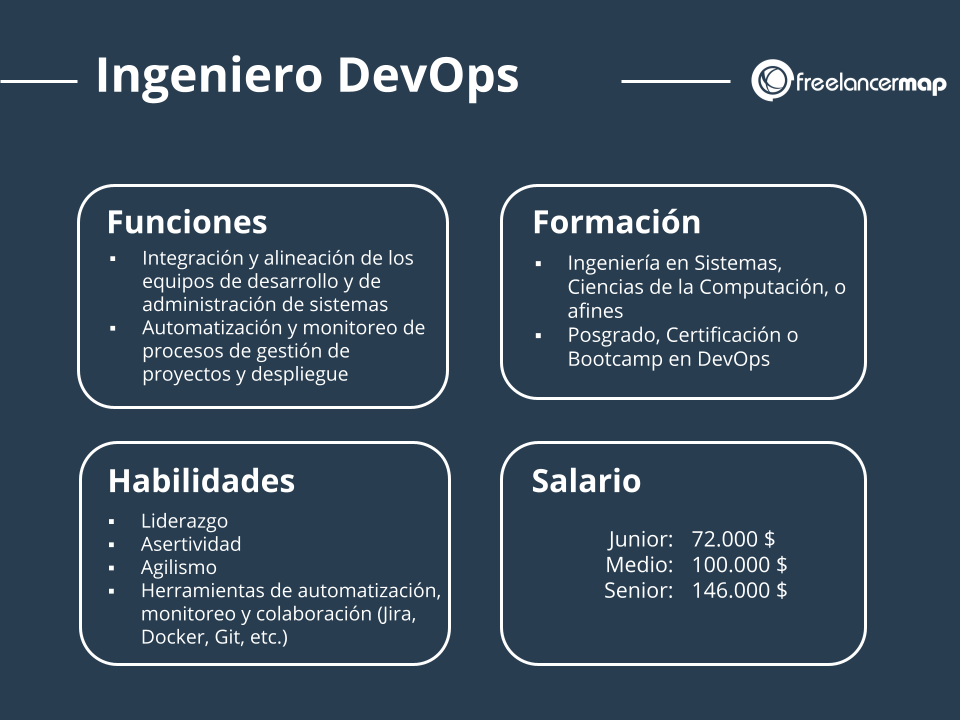 Ingeniero DevOps
freelancermap
Funciones
▪ Integración y alineación de los
equipos de desarrollo y de
administración de sistemas
▪ Automatización y monitoreo de
procesos de gestión de
proyectos y despliegue
Formación
▪ Ingeniería en Sistemas,
Ciencias de la Computación, o
afines
▪ Posgrado, Certificación o
Bootcamp en DevOps
Habilidades
▪ Liderazgo
▪ Asertividad
▪ Agilismo
▪ Herramientas de automatización,
monitoreo y colaboración (Jira,
Docker, Git, etc.)
Salario
Junior: 72.000 $
Medio: 100.000 $
Senior: 146.000 $